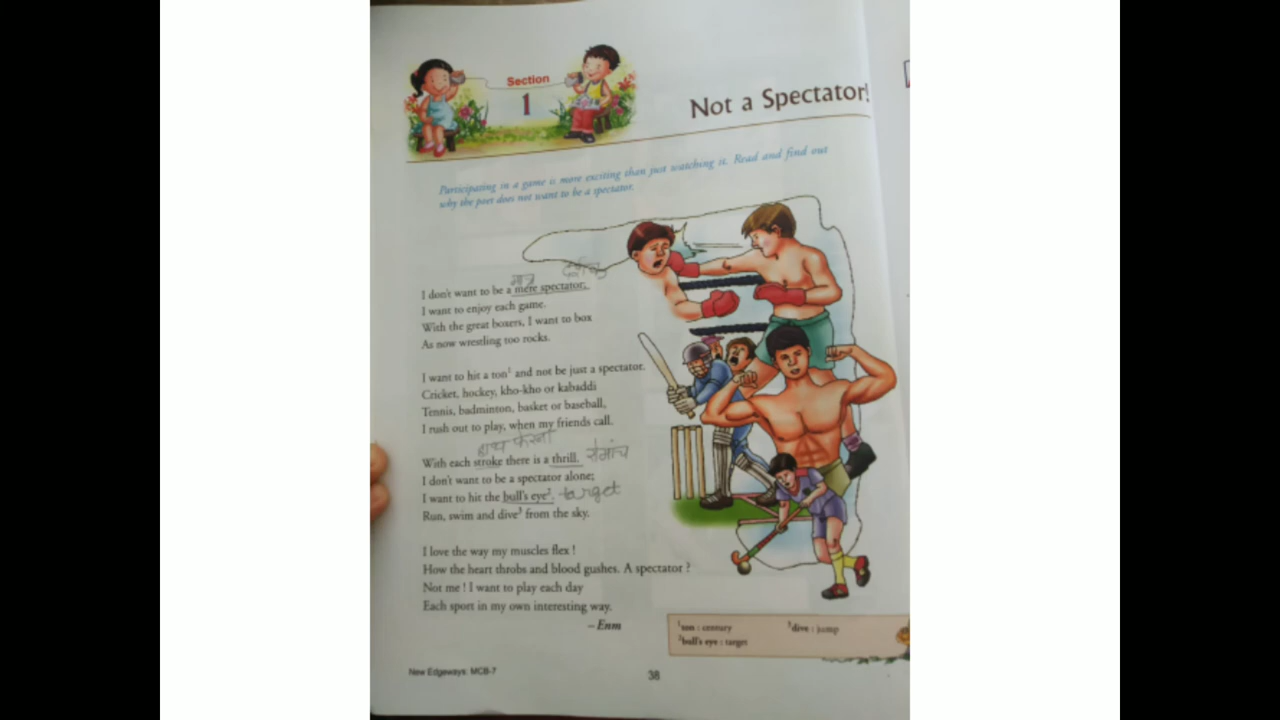 Section
1
Not a Spectator!
Participating in a game is more exciting than just watching it. Read and find out
why the poet does not want to be a spectator.
मात्र
I don't want to be a mere spectator;
I want to enjoy each game.
With the great boxers, I want to box
As now wrestling too rocks.
I want to hit a ton¹ and not be just a spectator.
Cricket, hockey, kho-kho or kabaddi
Tennis, badminton, basket or baseball,
I rush out to play, when my friends call.
हाथ फेरना
With each stroke there is a thrill. रोमांच
I don't want to be a spectator alone;
I want to hit the bull's eye². target
Run, swim and dive³ from the sky.
I love the way my muscles flex !
How the heart throbs and blood gushes. A spectator ?
Not me ! I want to play each day
Each sport in my own interesting way.
– Enm
¹ton : century ³dive : jump
²bull's eye : target
New Edgeways: MCB-7
38